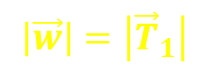 |w⃗| = |T⃗₁|